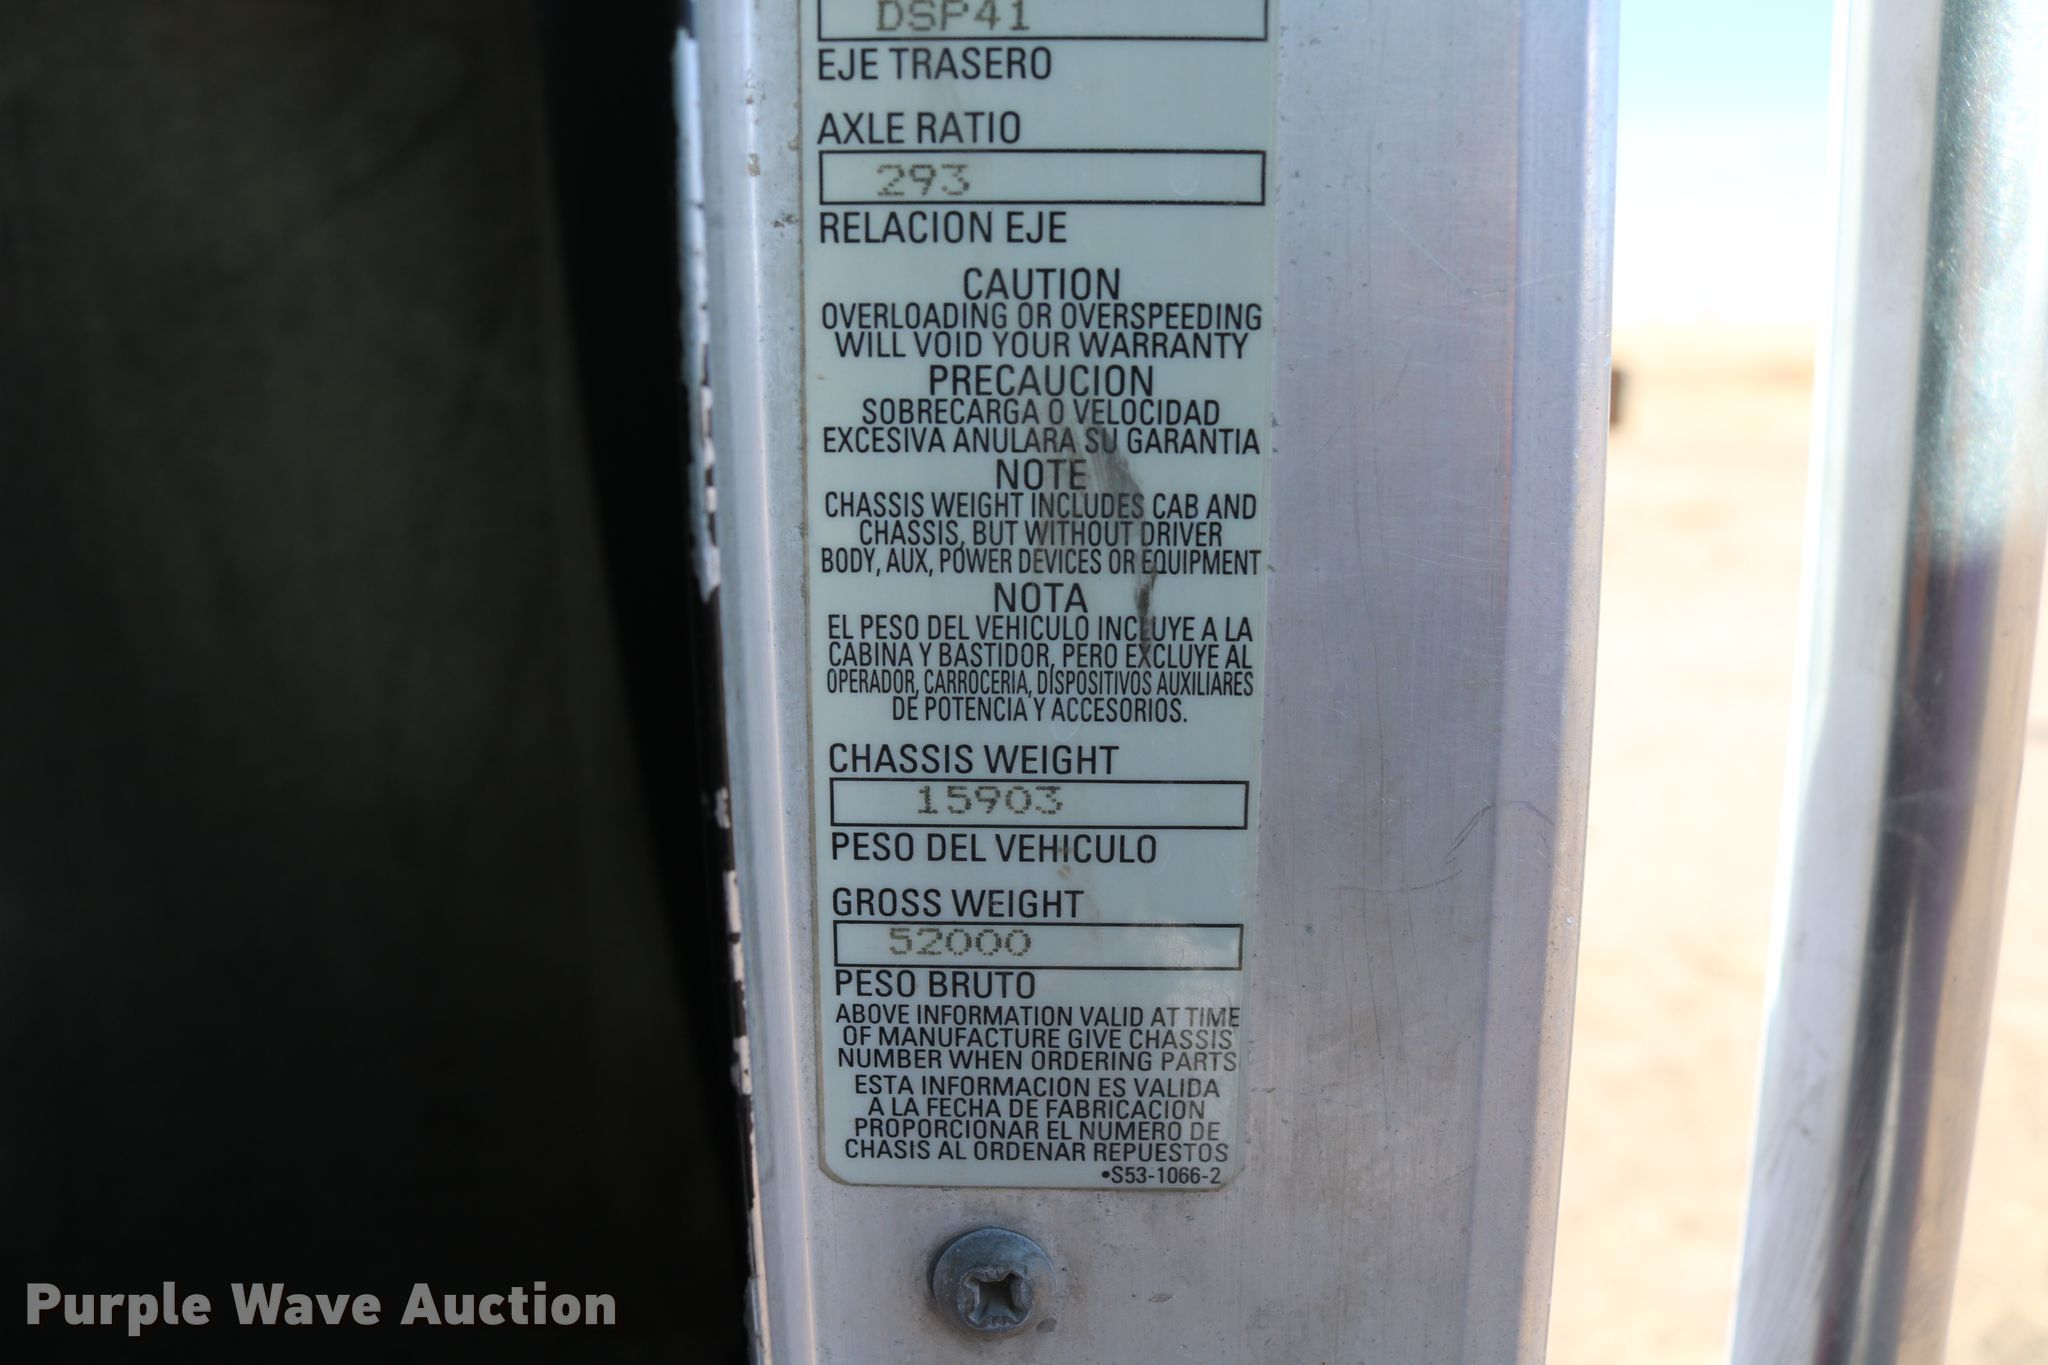 DSP41
EJE TRASERO
AXLE RATIO
293
RELACION EJE
CAUTION
OVERLOADING OR OVERSPEEDING
WILL VOID YOUR WARRANTY
PRECAUCION
SOBRECARGA O VELOCIDAD
EXCESIVA ANULARA SU GARANTIA
NOTE
CHASSIS WEIGHT INCLUDES CAB AND
CHASSIS, BUT WITHOUT DRIVER
BODY, AUX, POWER DEVICES OR EQUIPMENT
NOTA
EL PESO DEL VEHICULO INCLUYE A LA
CABINA Y BASTIDOR, PERO EXCLUYE AL
OPERADOR, CARROCERIA, DISPOSITIVOS AUXILIARES
DE POTENCIA Y ACCESORIOS.
CHASSIS WEIGHT
15903
PESO DEL VEHICULO
GROSS WEIGHT
52000
PESO BRUTO
ABOVE INFORMATION VALID AT TIME
OF MANUFACTURE GIVE CHASSIS
NUMBER WHEN ORDERING PARTS
ESTA INFORMACION ES VALIDA
A LA FECHA DE FABRICACION
PROPORCIONAR EL NUMERO DE
CHASIS AL ORDENAR REPUESTOS
•S53-1066-2
Purple Wave Auction